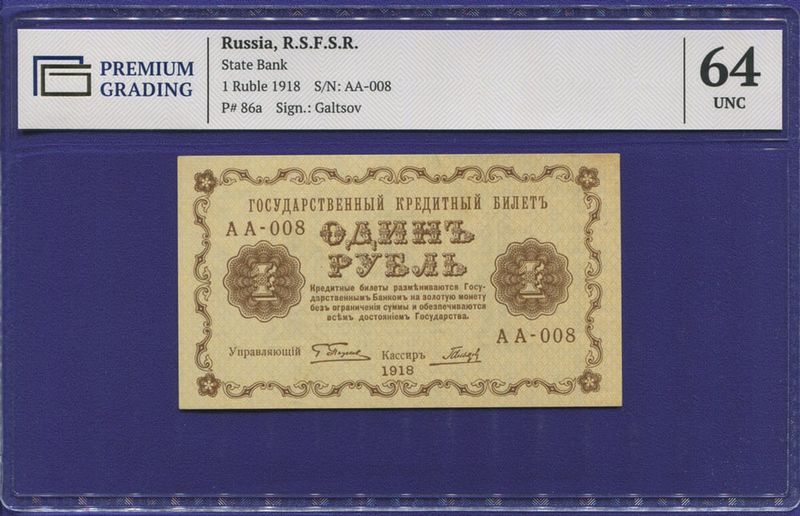 PREMIUM
GRADING
Russia, R.S.F.S.R.
State Bank
1 Ruble 1918 S/N: AA-008
P# 86a Sign.: Galtsov
64
UNC
ГОСУДАРСТВЕННЫЙ КРЕДИТНЫЙ БИЛЕТЪ
АА-008
ОДИНЪ
РУБЛЬ
1
1
Кредитные билеты размѣниваются Госу-
дарственнымъ Банкомъ на золотую монету
безъ ограниченія суммы и обезпечиваются
всѣмъ достояніемъ Государства.
АА-008
Управляющій
Кассиръ
1918